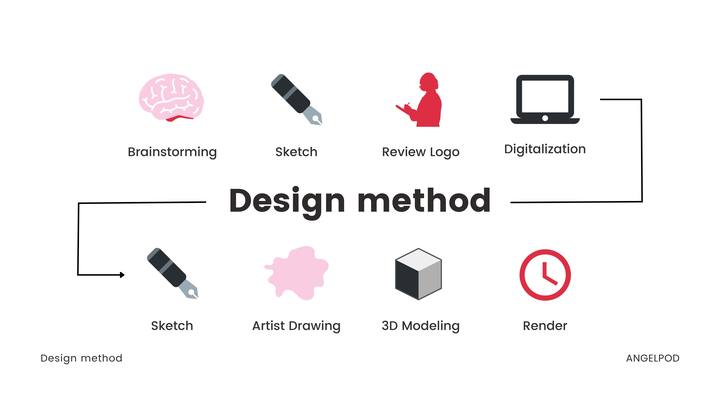 Brainstorming
Sketch
Review Logo
Digitalization
Design method
Sketch
Artist Drawing
3D Modeling
Render
Design method
ANGELPOD